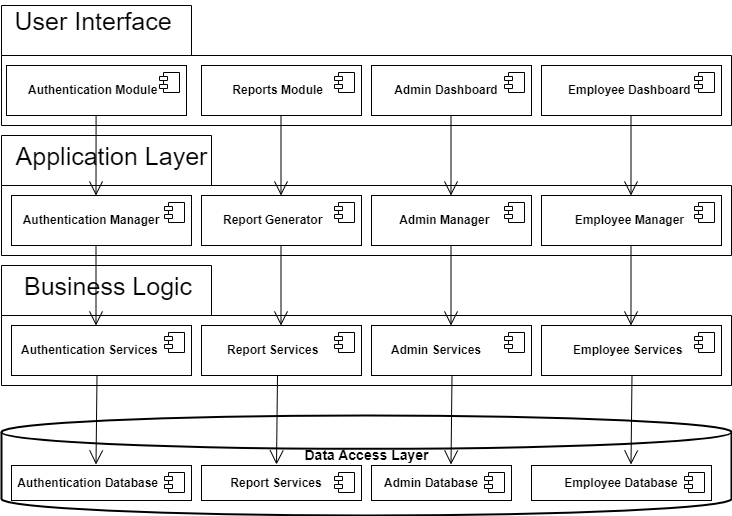 User Interface
Authentication Module
Reports Module
Admin Dashboard
Employee Dashboard
Application Layer
Authentication Manager
Report Generator
Admin Manager
Employee Manager
Business Logic
Authentication Services
Report Services
Admin Services
Employee Services
Data Access Layer
Authentication Database
Report Services
Admin Database
Employee Database